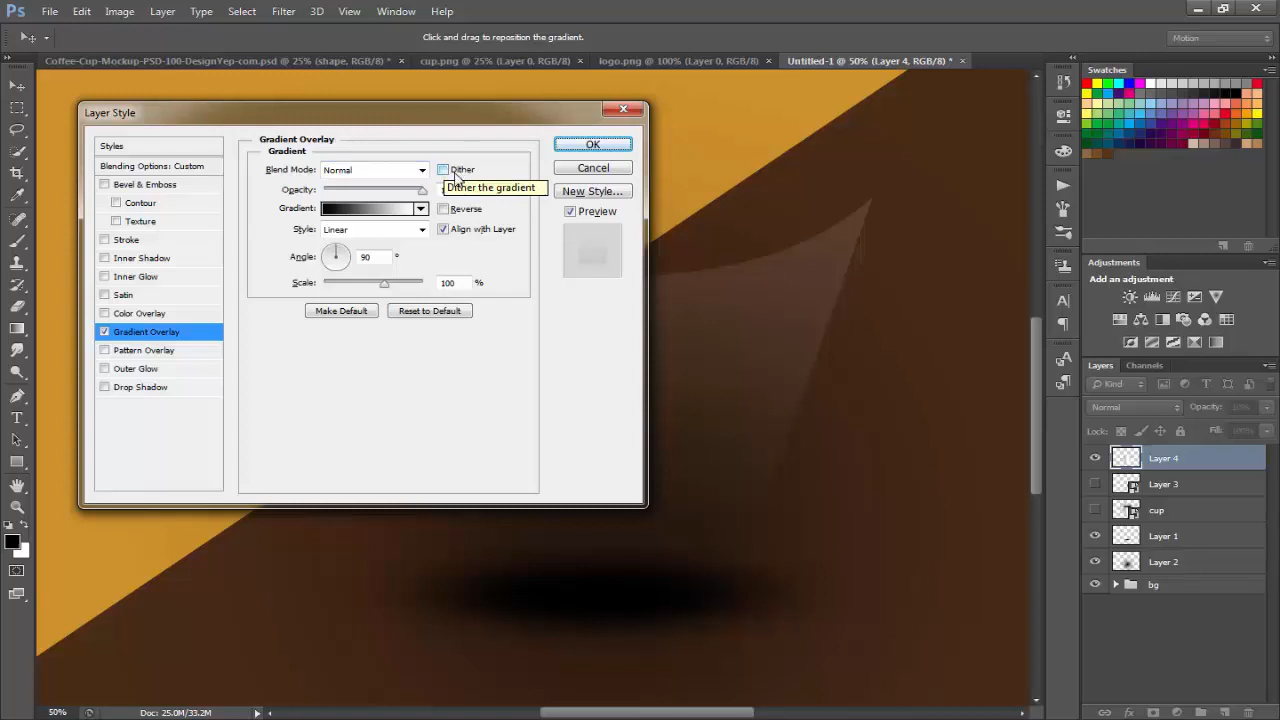 Ps File Edit Image Layer Type Select Filter 3D View Window Help
Click and drag to reposition the gradient.
Motion
Coffee-Cup-Mockup-PSD-100-DesignYep-com.psd @ 25% (shape, RGB/8) * ×
cup.png @ 25% (Layer 0, RGB/8) ×
logo.png @ 100% (Layer 0, RGB/8) ×
Untitled-1 @ 50% (Layer 4, RGB/8) * ×
Layer Style
Styles
Blending Options: Custom
Bevel & Emboss
Contour
Texture
Stroke
Inner Shadow
Inner Glow
Satin
Color Overlay
Gradient Overlay
Pattern Overlay
Outer Glow
Drop Shadow
Gradient Overlay
Gradient
Blend Mode: Normal
Dither
Opacity:
Dither the gradient
Gradient:
Reverse
Style: Linear
Align with Layer
Angle: 90 °
Scale: 100 %
Make Default
Reset to Default
OK
Cancel
New Style...
Preview
Swatches
Adjustments
Add an adjustment
Layers Channels
Kind
Normal
Opacity:
Lock:
Fill: 100%
Layer 4
Layer 3
cup
Layer 1
Layer 2
bg
50%
Doc: 25.0M/33.2M